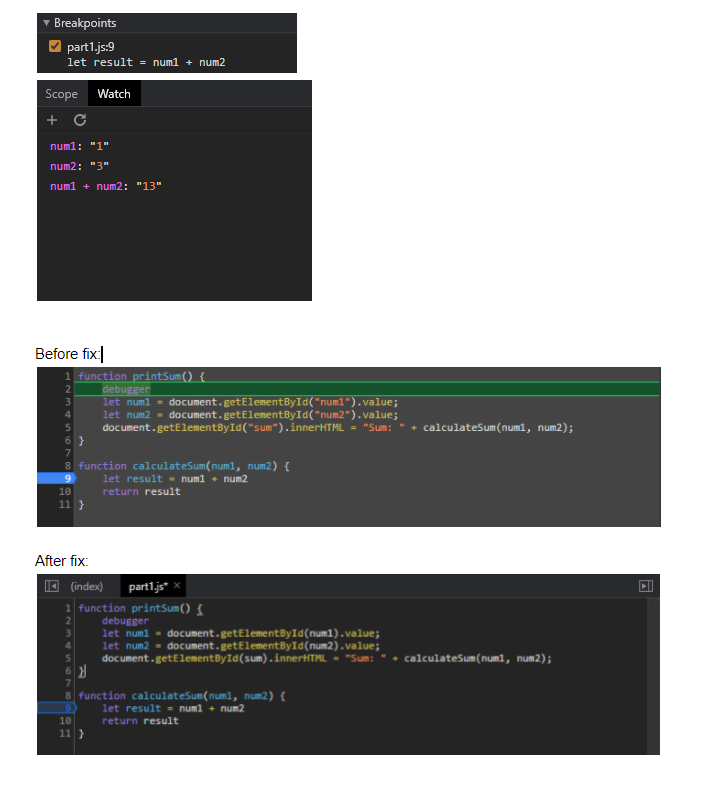 ▼ Breakpoints
part1.js:9
let result = num1 + num2
Scope Watch
+
num1: "1"
num2: "3"
num1 + num2: "13"
Before fix:
1 function printSum() {
2 debugger
3 let num1 = document.getElementById("num1").value;
4 let num2 = document.getElementById("num2").value;
5 document.getElementById("sum").innerHTML = "Sum: " + calculateSum(num1, num2);
6 }
7
8 function calculateSum(num1, num2) {
9 let result = num1 + num2
10 return result
11 }
After fix:
(index) part1.js* ×
1 function printSum() {
2 debugger
3 let num1 = document.getElementById(num1).value;
4 let num2 = document.getElementById(num2).value;
5 document.getElementById(sum).innerHTML = "Sum: " + calculateSum(num1, num2);
6 }
7
8 function calculateSum(num1, num2) {
9 let result = num1 + num2
10 return result
11 }